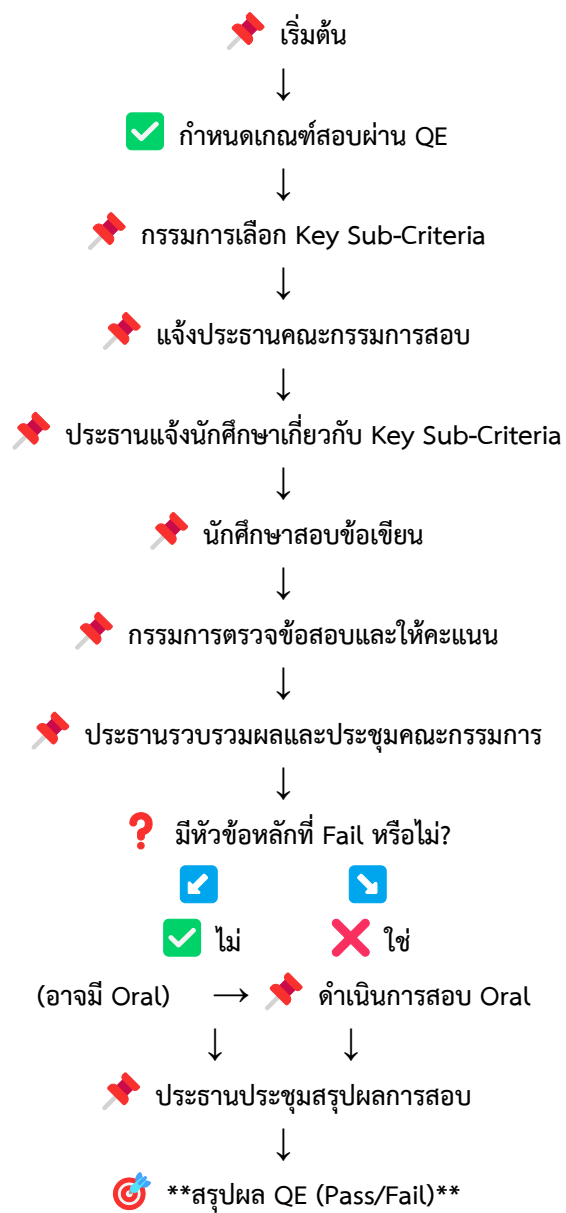 📌 เริ่มต้น
↓
✅ กำหนดเกณฑ์สอบผ่าน QE
↓
📌 กรรมการเลือก Key Sub-Criteria
↓
📌 แจ้งประธานคณะกรรมการสอบ
↓
📌 ประธานแจ้งนักศึกษาเกี่ยวกับ Key Sub-Criteria
↓
📌 นักศึกษาสอบข้อเขียน
↓
📌 กรรมการตรวจข้อสอบและให้คะแนน
↓
📌 ประธานรวบรวมผลและประชุมคณะกรรมการ
↓
❓ มีหัวข้อหลักที่ Fail หรือไม่?
↙️ ↘️
✅ ไม่ ❌ ใช่
(อาจมี Oral) → 📌 ดำเนินการสอบ Oral
↓ ↓
📌 ประธานประชุมสรุปผลการสอบ
↓
🎯 **สรุปผล QE (Pass/Fail)**